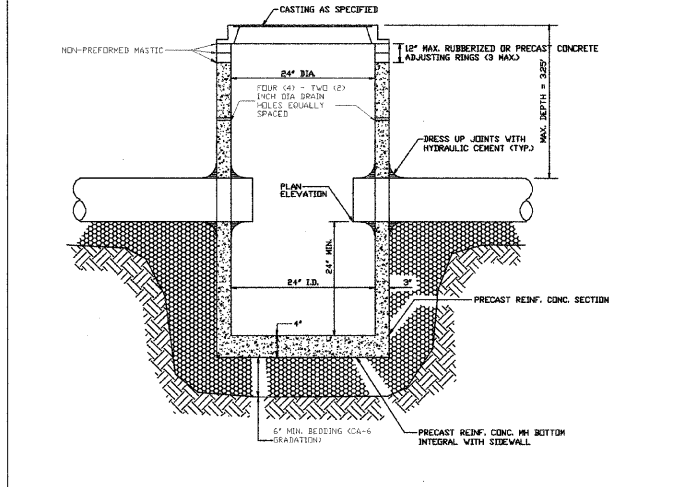 CASTING AS SPECIFIED
NON-PREFORMED MASTIC
12" MAX. RUBBERIZED OR PRECAST CONCRETE
ADJUSTING RINGS (3 MAX.)
24" DIA.
FOUR (4) - TWO (2)
INCH DIA DRAIN
HOLES EQUALLY
SPACED
MAX. DEPTH = 3.25'
DRESS UP JOINTS WITH
HYDRAULIC CEMENT (TYP.)
PLAN
ELEVATION
24" MIN.
24" I.D.
3"
PRECAST REINF. CONC. SECTION
4"
6" MIN. BEDDING (CA-6
GRADATION)
PRECAST REINF. CONC. MH BOTTOM
INTEGRAL WITH SIDEWALL